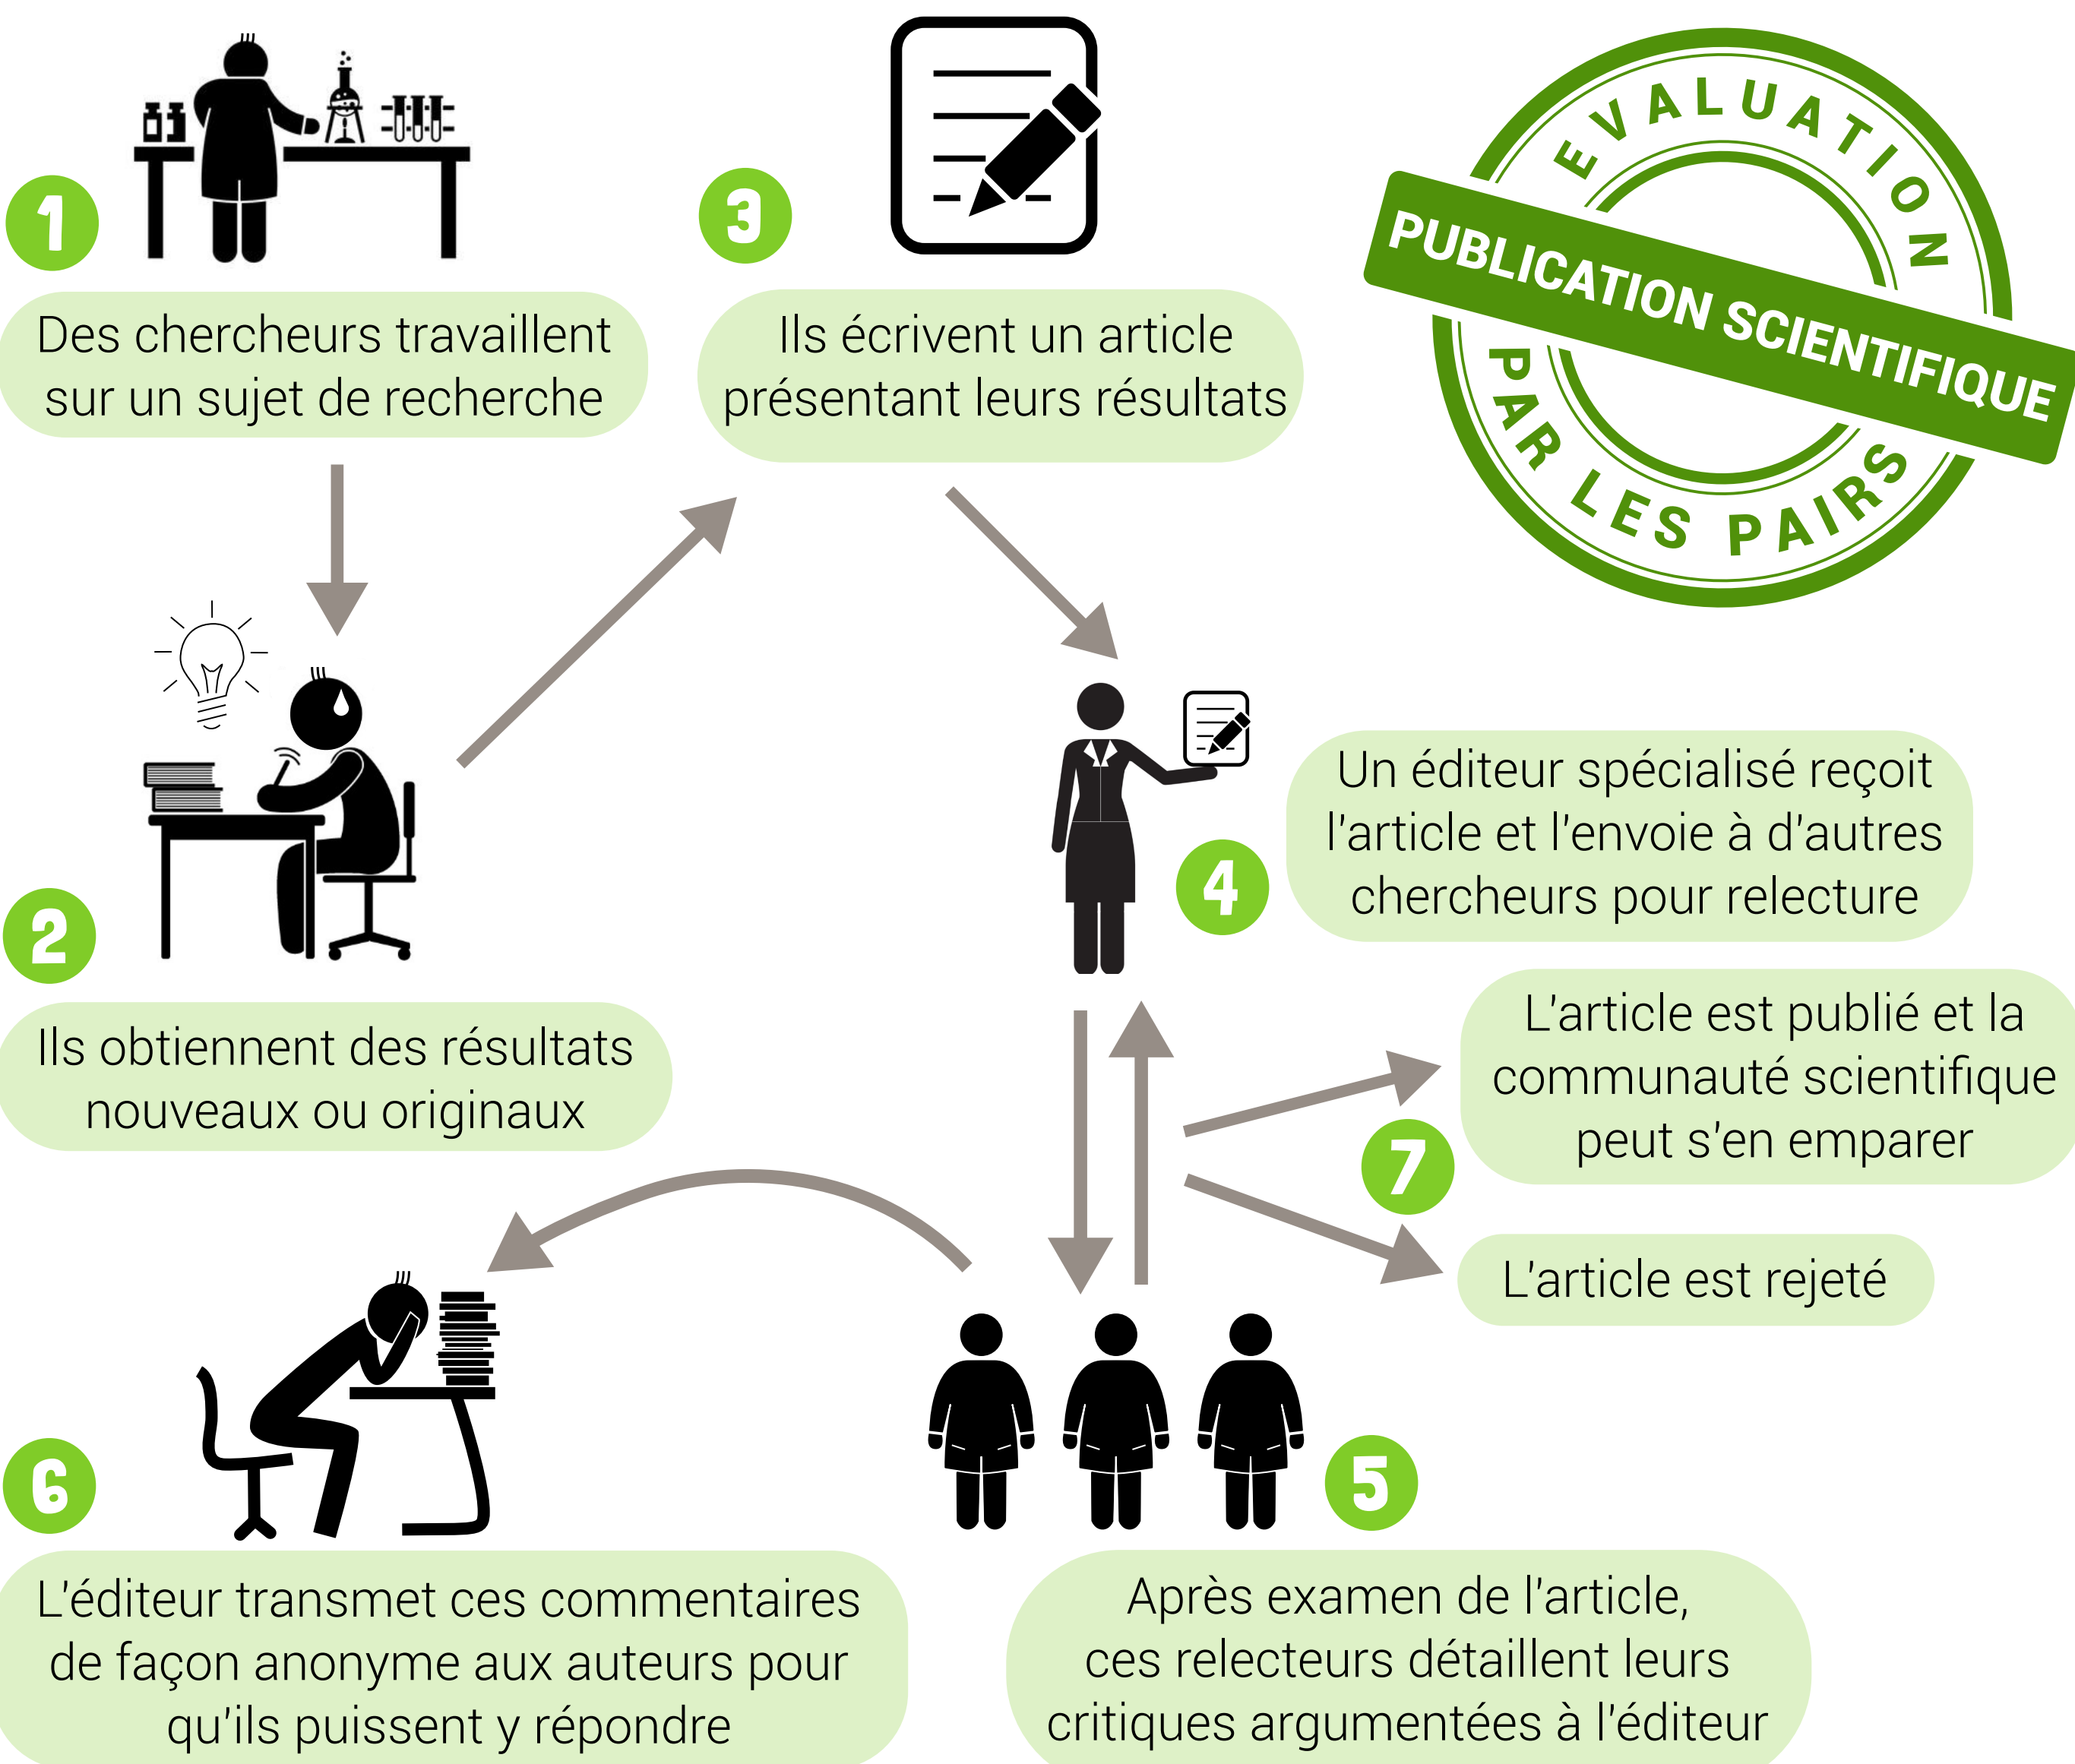 1
Des chercheurs travaillent
sur un sujet de recherche
2
Ils obtiennent des résultats
nouveaux ou originaux
3
Ils écrivent un article
présentant leurs résultats
EVALUATION
PUBLICATION SCIENTIFIQUE
PAR LES PAIRS
4
Un éditeur spécialisé reçoit
l'article et l'envoie à d'autres
chercheurs pour relecture
5
Après examen de l'article,
ces relecteurs détaillent leurs
critiques argumentées à l'éditeur
6
L'éditeur transmet ces commentaires
de façon anonyme aux auteurs pour
qu'ils puissent y répondre
7
L'article est publié et la
communauté scientifique
peut s'en emparer
L'article est rejeté